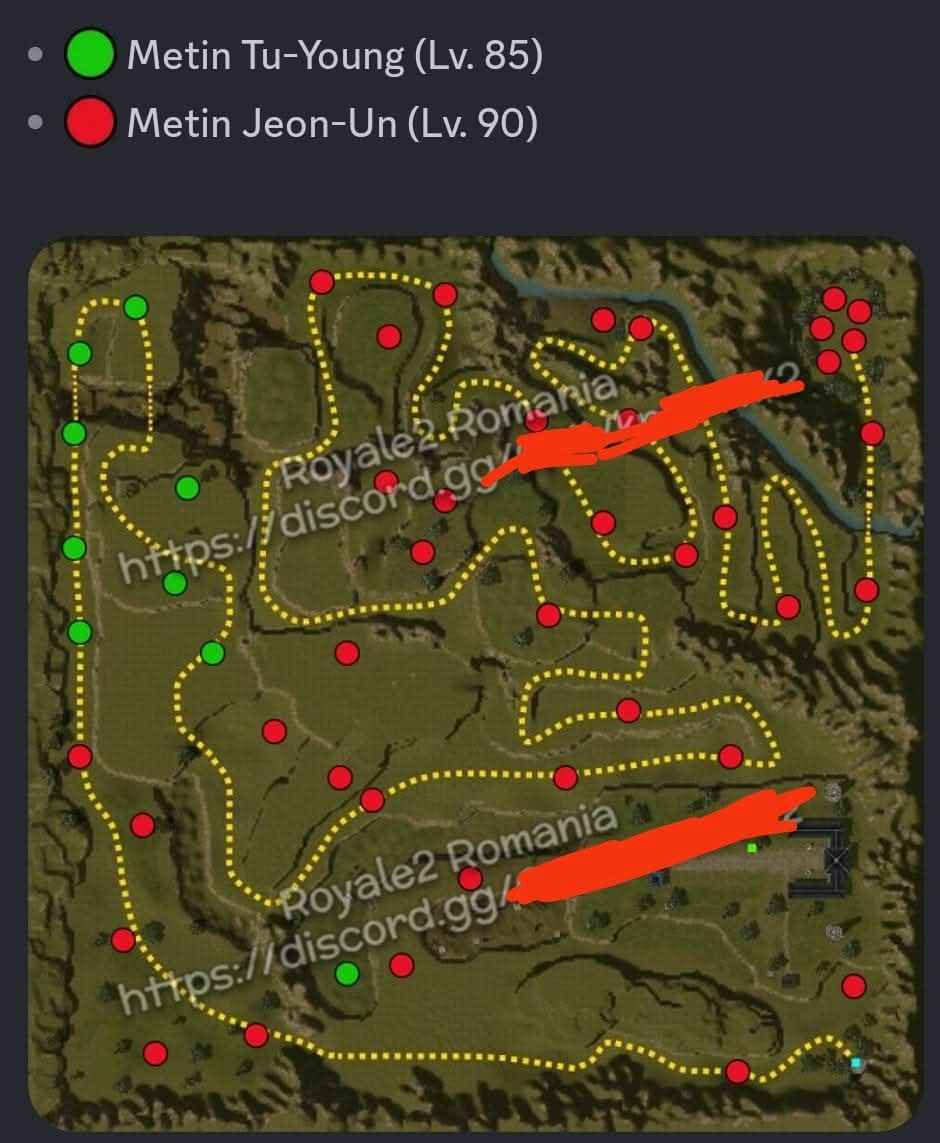 Metin Tu-Young (Lv. 85)
Metin Jeon-Un (Lv. 90)
Royale2 Romania
https://discord.gg/
Royale2 Romania
https://discord.gg/